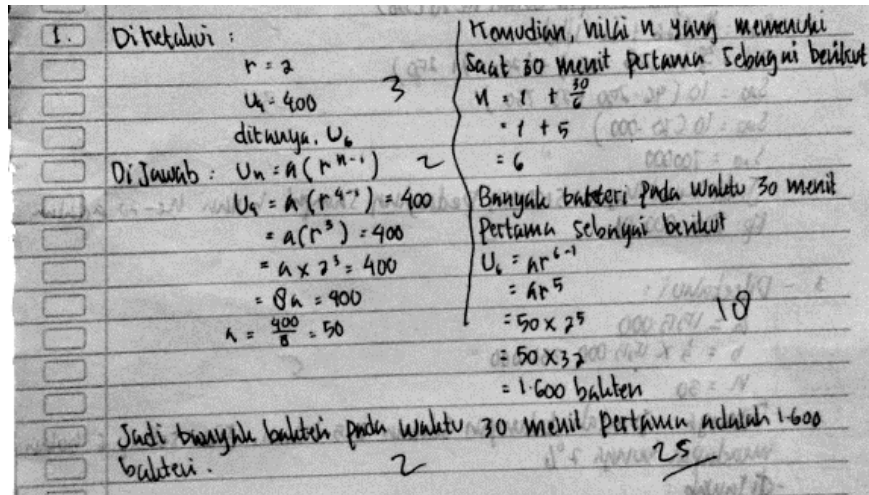 1. Diketahui :
r = 2
U4 = 400
3
ditanya. U6
Dijawab : Un = a(r^n-1)
2
U4 = a(r^4-1) = 400
= a(r^3) = 400
= a x 2^3 = 400
= 8a = 400
a = 400/8 = 50
Komudian, nilai n yang memenuhi
Saat 30 menit pertama sebagai berikut
n = 1 + 30/6
= 1 + 5
= 6
Banyak bakteri pada waktu 30 menit
Pertama sebagai berikut
U6 = ar^6-1
= ar^5
= 50 x 2^5
18
= 50 x 32
= 1.600 bakteri
Jadi banyak bakteri pada waktu 30 menit pertama adalah 1.600
bakteri.
2
25